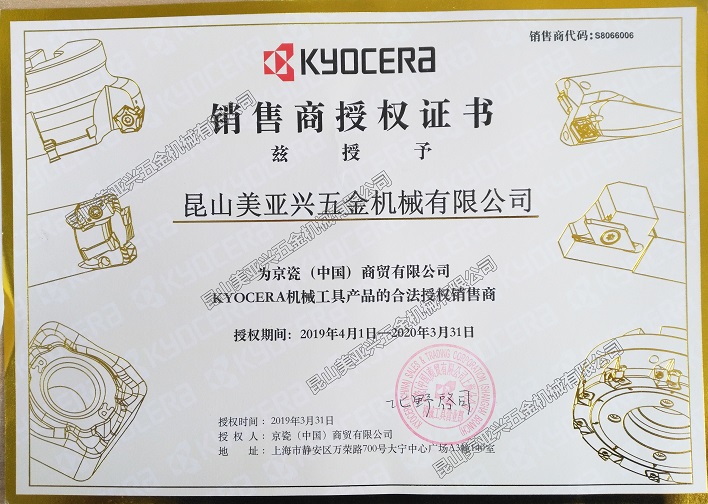 销售商代码:S8066006
KYOCERA
销售商授权证书
兹授予
昆山美亚兴五金机械有限公司
为京瓷（中国）商贸有限公司
KYOCERA机械工具产品的合法授权销售商
授权期间：2019年4月1日—2020年3月31日
北野啓司
授权时间：2019年3月31日
授 权 人：京瓷（中国）商贸有限公司
地 址：上海市静安区万荣路700号大宁中心广场A3幢
昆山美亚兴五金机械有限公司
昆山美亚兴五金机械有限公司
昆山美亚兴五金机械有限公司